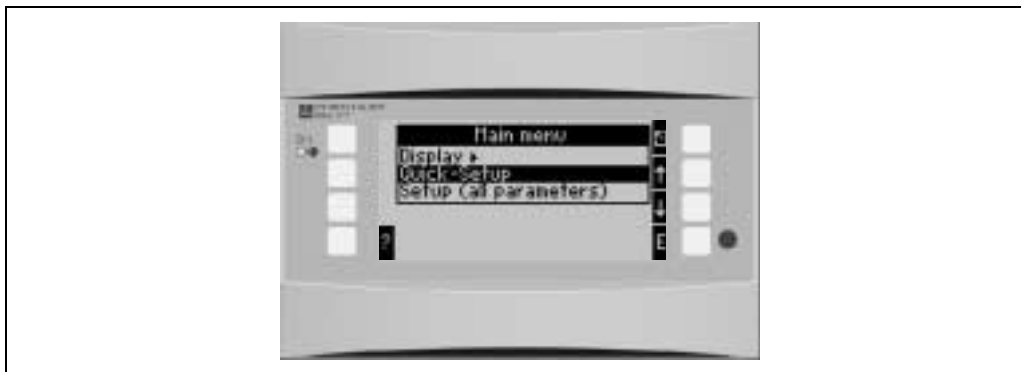 Main menu
Display ▸
Quick-Setup
Setup (all parameters)
↑
↓
?
E